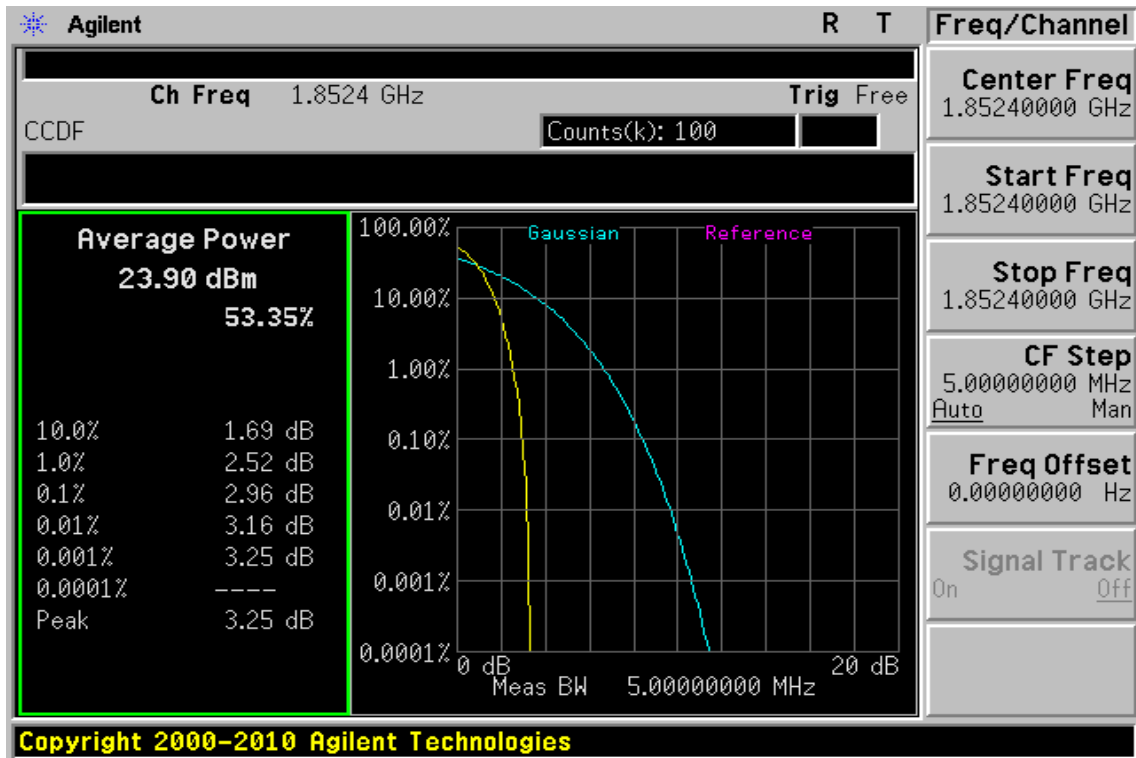 Agilent
R T
Freq/Channel
Ch Freq 1.8524 GHz
Trig Free
CCDF
Counts(k): 100
Average Power
23.90 dBm
53.35%
10.0% 1.69 dB
1.0% 2.52 dB
0.1% 2.96 dB
0.01% 3.16 dB
0.001% 3.25 dB
0.0001% ----
Peak 3.25 dB
Gaussian
Reference
100.00%
10.00%
1.00%
0.10%
0.01%
0.001%
0.0001%
0 dB
20 dB
Meas BW 5.00000000 MHz
Center Freq
1.85240000 GHz
Start Freq
1.85240000 GHz
Stop Freq
1.85240000 GHz
CF Step
5.00000000 MHz
Auto Man
Freq Offset
0.00000000 Hz
Signal Track
On Off
Copyright 2000-2010 Agilent Technologies